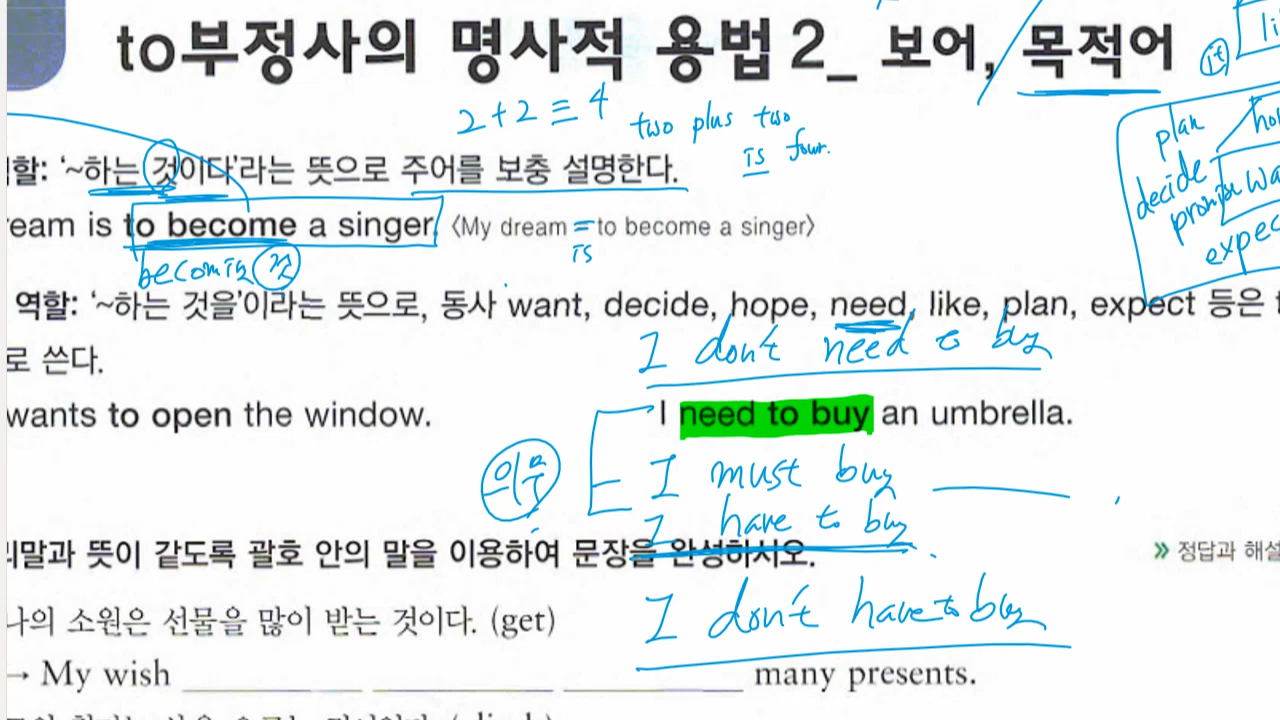 to부정사의 명사적 용법 2_ 보어, 목적어
it
li
2+2=4
two plus two
is four.
plan
decide
promise
expec
할: '~하는 것이다'라는 뜻으로 주어를 보충 설명한다.
eam is to become a singer. 〈My dream = to become a singer〉
is
역할: '~하는 것을'이라는 뜻으로, 동사 want, decide, hope, need, like, plan, expect 등은
로 쓴다.
I don't need to buy
wants to open the window.
I need to buy an umbrella.
의무
I must buy
I have to buy
리말과 뜻이 같도록 괄호 안의 말을 이용하여 문장을 완성하시오.
» 정답과 해설
나의 소원은 선물을 많이 받는 것이다. (get)
I don't have to buy
→ My wish ________ ________ ________ many presents.